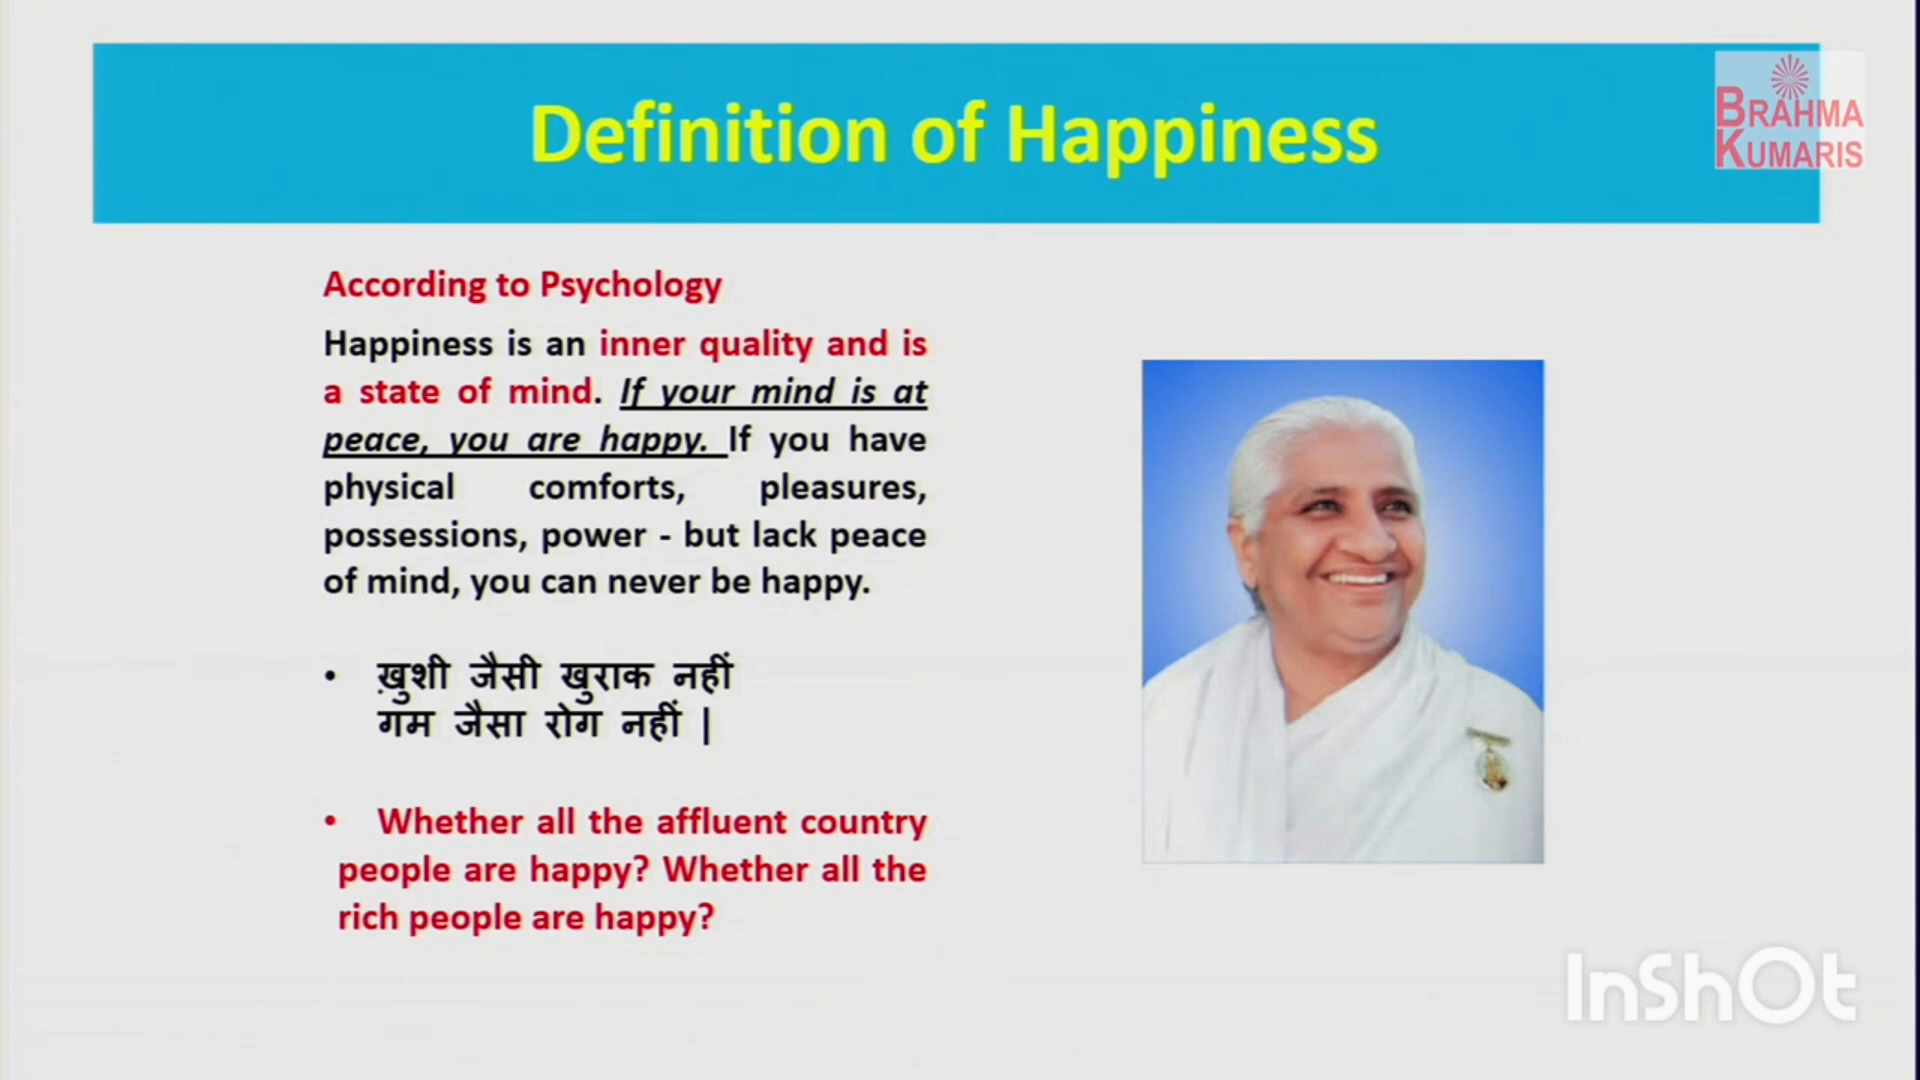 Definition of Happiness
BRAHMA
KUMARIS
According to Psychology
Happiness is an inner quality and is
a state of mind. If your mind is at
peace, you are happy. If you have
physical comforts, pleasures,
possessions, power - but lack peace
of mind, you can never be happy.
• ख़ुशी जैसी खुराक नहीं
गम जैसा रोग नहीं |
• Whether all the affluent country
people are happy? Whether all the
rich people are happy?
InShOt